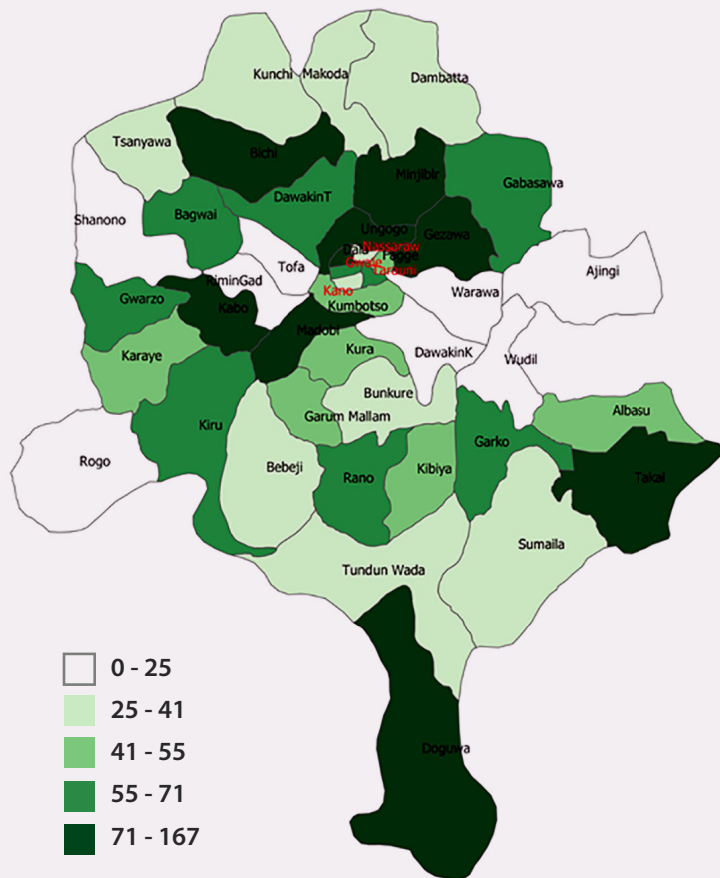 Kunchi
Makoda
Dambatta
Tsanyawa
Bichi
Minjibir
Gabasawa
DawakinT
Bagwai
Shanono
Ungogo
Gezawa
Dala
Nassaraw
Fagge
Gwale
Tarauni
Tofa
Ajingi
RiminGad
Kano
Warawa
Gwarzo
Kabo
Kumbotso
Madobi
Karaye
Kura
DawakinK
Wudil
Bunkure
Garum Mallam
Albasu
Kiru
Garko
Rogo
Bebeji
Rano
Kibiya
Takai
Sumaila
Tundun Wada
Doguwa
0 - 25
25 - 41
41 - 55
55 - 71
71 - 167